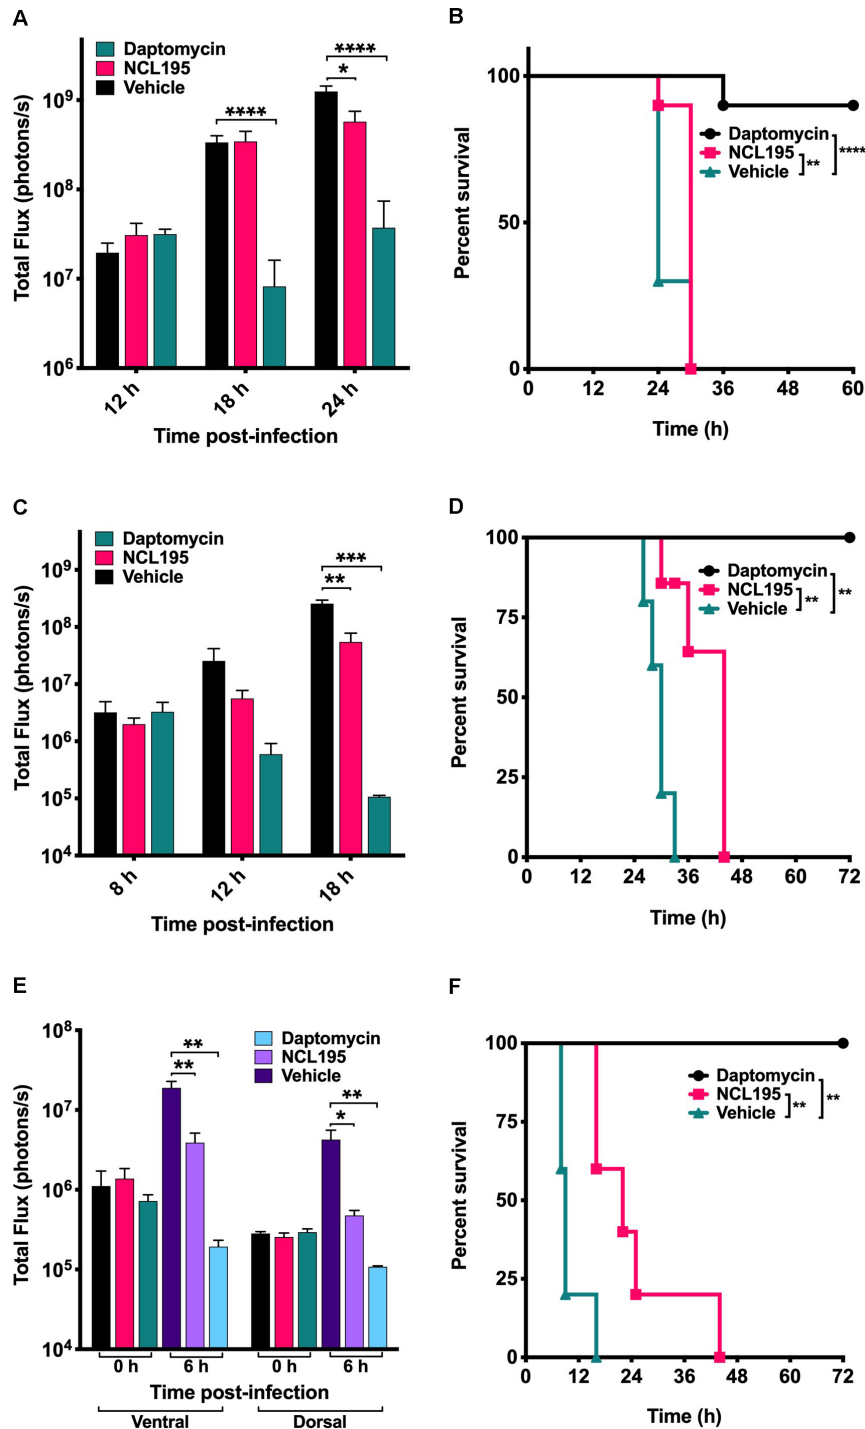 A
Daptomycin
NCL195
Vehicle
****
****
*
Total Flux (photons/s)
10⁹
10⁸
10⁷
10⁶
12 h
18 h
24 h
Time post-infection
B
Percent survival
100
50
0
Daptomycin
NCL195
Vehicle
**
****
0 12 24 36 48 60
Time (h)
C
Daptomycin
NCL195
Vehicle
***
**
Total Flux (photons/s)
10⁹
10⁸
10⁷
10⁶
10⁵
10⁴
8 h
12 h
18 h
Time post-infection
D
Percent survival
100
75
50
25
0
Daptomycin
NCL195
Vehicle
**
**
0 12 24 36 48 60 72
Time (h)
E
Daptomycin
NCL195
Vehicle
**
**
**
*
Total Flux (photons/s)
10⁸
10⁷
10⁶
10⁵
10⁴
0 h 6 h 0 h 6 h
Time post-infection
Ventral Dorsal
F
Percent survival
100
75
50
25
0
Daptomycin
NCL195
Vehicle
**
**
0 12 24 36 48 60 72
Time (h)